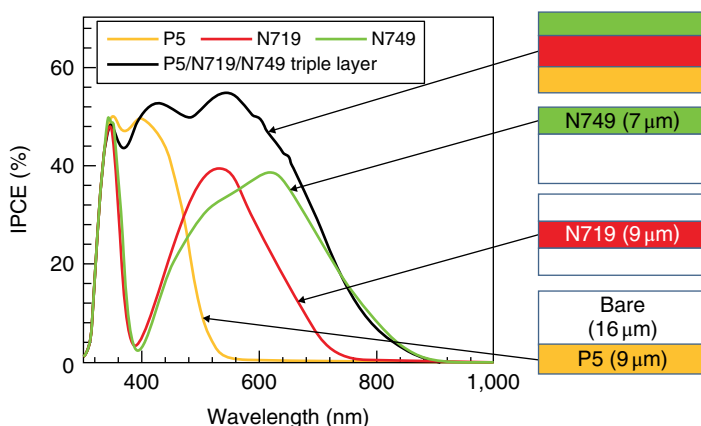 P5 N719 N749
P5/N719/N749 triple layer
60
40
20
0
IPCE (%)
400 600 800 1,000
Wavelength (nm)
N749 (7 μm)
N719 (9 μm)
Bare
(16 μm)
P5 (9 μm)